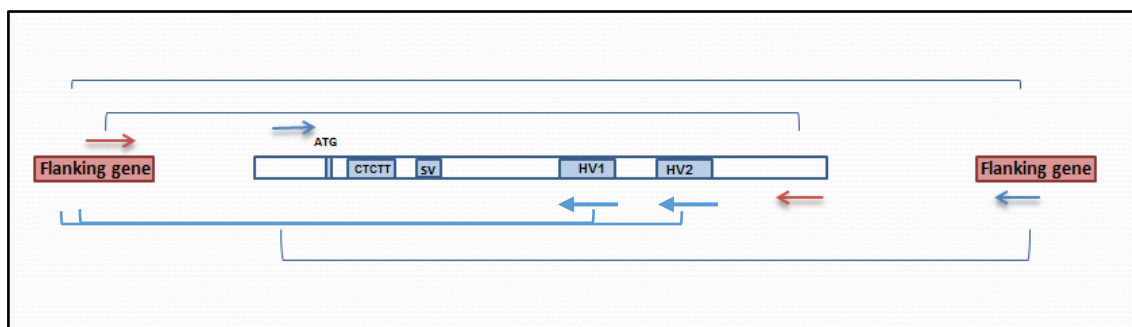 ATG
Flanking gene
CTCTT
SV
HV1
HV2
Flanking gene